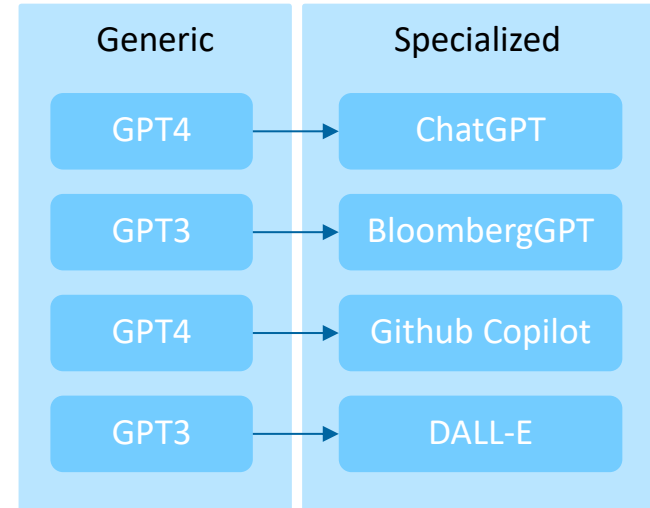 Generic
Specialized
GPT4
ChatGPT
GPT3
BloombergGPT
GPT4
Github Copilot
GPT3
DALL-E